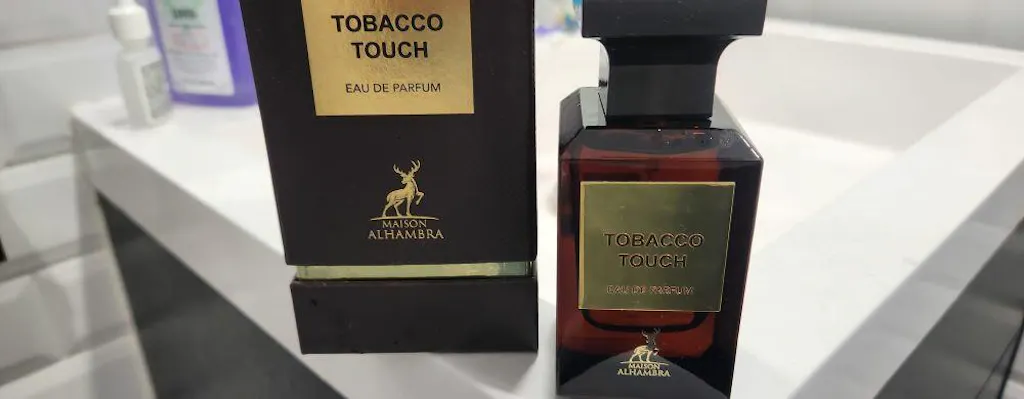 TOBACCO
TOUCH
EAU DE PARFUM
MAISON
ALHAMBRA
TOBACCO
TOUCH
EAU DE PARFUM
MAISON
ALHAMBRA